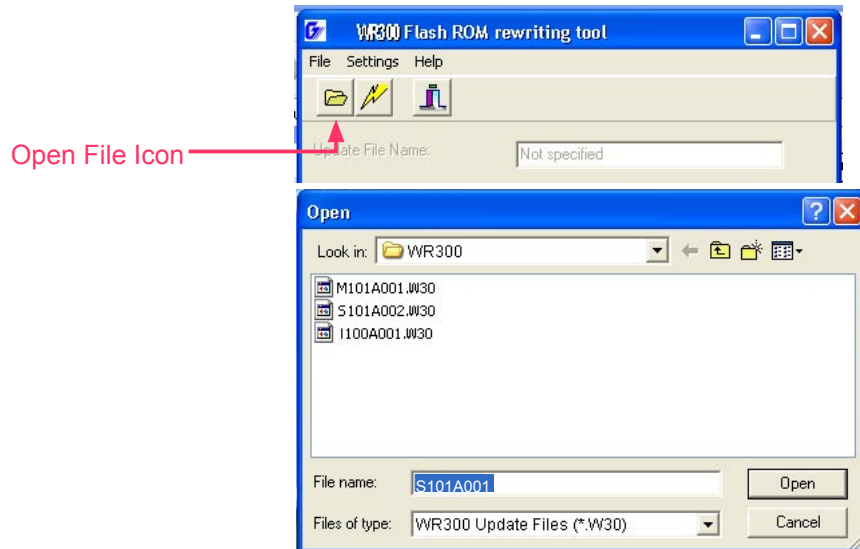 WR300 Flash ROM rewriting tool
File Settings Help
Open File Icon
Update File Name: Not specified
Open
Look in: WR300
M101A001.W30
S101A002.W30
I100A001.W30
File name: S101A001 Open
Files of type: WR300 Update Files (*.W30) Cancel